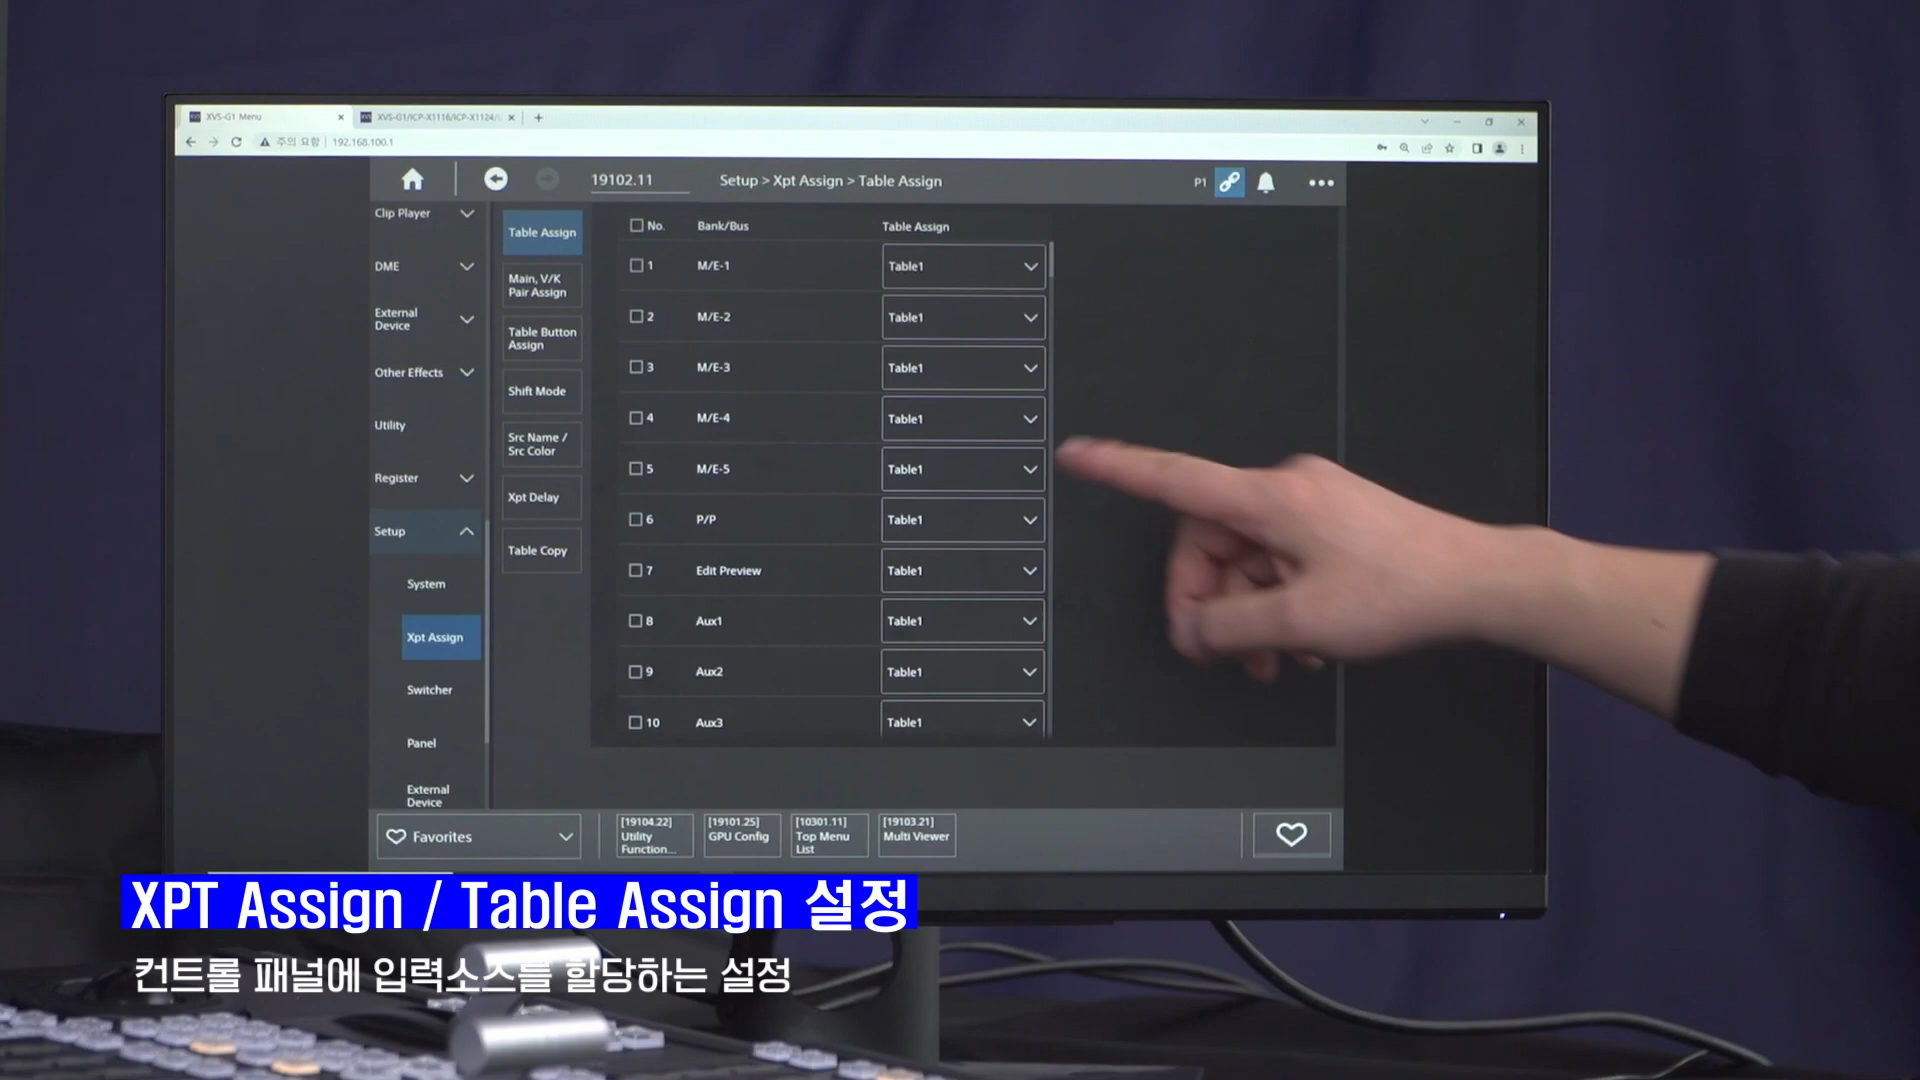 XVS-G1 Menu
XVS-G1/ICP-X1116/ICP-X1124/
주의 요함 | 192.168.100.1
19102.11
Setup > Xpt Assign > Table Assign
P1
Clip Player
DME
External
Device
Other Effects
Utility
Register
Setup
System
Xpt Assign
Switcher
Panel
External
Device
Table Assign
Main, V/K
Pair Assign
Table Button
Assign
Shift Mode
Src Name /
Src Color
Xpt Delay
Table Copy
No. Bank/Bus Table Assign
1 M/E-1 Table1
2 M/E-2 Table1
3 M/E-3 Table1
4 M/E-4 Table1
5 M/E-5 Table1
6 P/P Table1
7 Edit Preview Table1
8 Aux1 Table1
9 Aux2 Table1
10 Aux3 Table1
Favorites
[19104.22]
Utility
Function...
[19101.25]
GPU Config
[10301.11]
Top Menu
List
[19103.21]
Multi Viewer
XPT Assign / Table Assign 설정
컨트롤 패널에 입력소스를 할당하는 설정